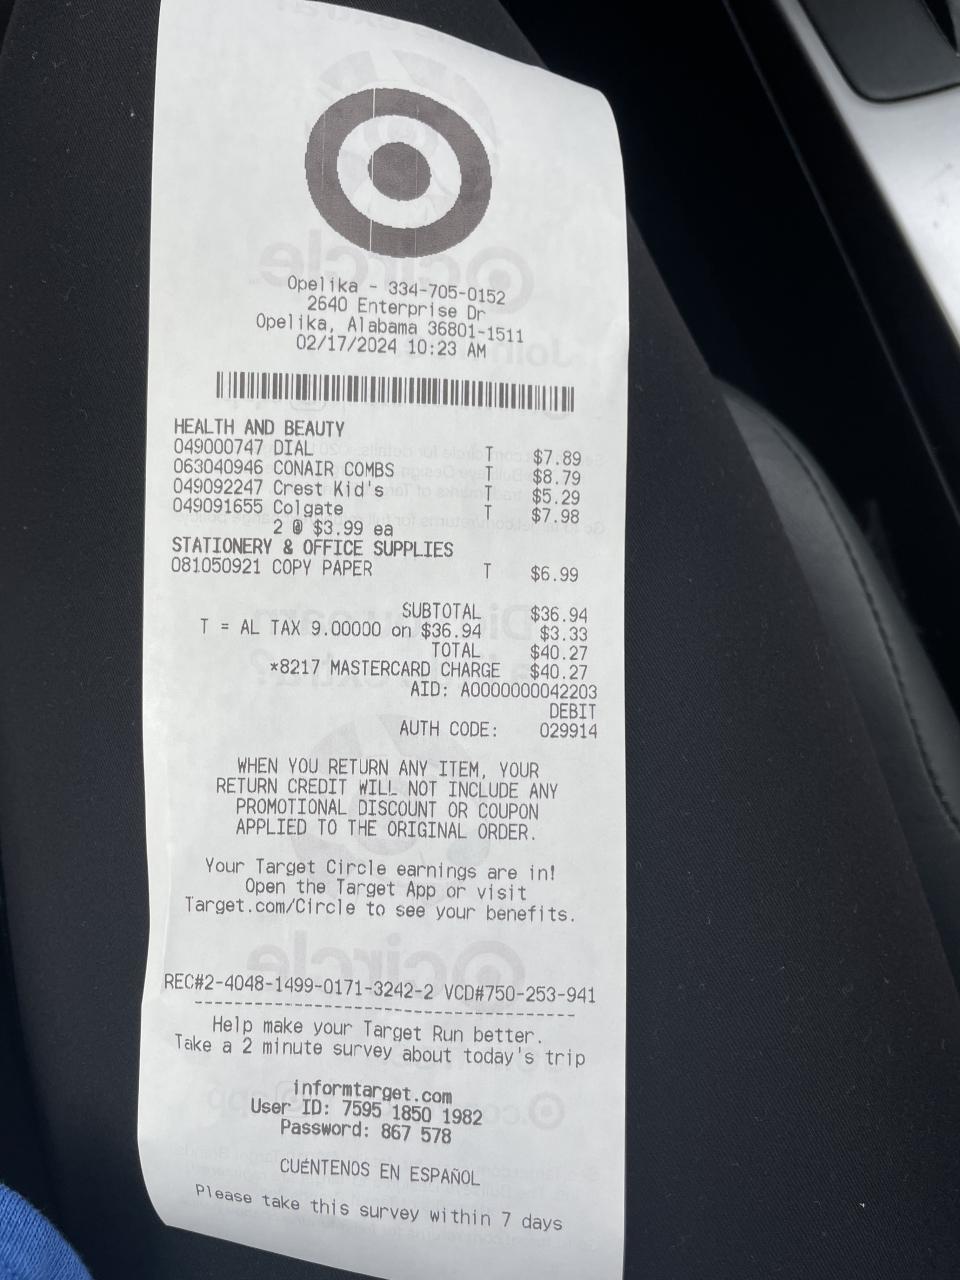 Opelika - 334-705-0152
2640 Enterprise Dr
Opelika, Alabama 36801-1511
02/17/2024 10:23 AM
HEALTH AND BEAUTY
049000747 DIAL T $7.89
063040946 CONAIR COMBS T $8.79
049092247 Crest Kid's T $5.29
049091655 Colgate T $7.98
2 @ $3.99 ea
STATIONERY & OFFICE SUPPLIES
081050921 COPY PAPER T $6.99
SUBTOTAL $36.94
T = AL TAX 9.00000 on $36.94 $3.33
TOTAL $40.27
*8217 MASTERCARD CHARGE $40.27
AID: A0000000042203
DEBIT
AUTH CODE: 029914
WHEN YOU RETURN ANY ITEM, YOUR
RETURN CREDIT WILL NOT INCLUDE ANY
PROMOTIONAL DISCOUNT OR COUPON
APPLIED TO THE ORIGINAL ORDER.
Your Target Circle earnings are in!
Open the Target App or visit
Target.com/Circle to see your benefits.
REC#2-4048-1499-0171-3242-2 VCD#750-253-941
Help make your Target Run better.
Take a 2 minute survey about today's trip
informtarget.com
User ID: 7595 1850 1982
Password: 867 578
CUÉNTENOS EN ESPAÑOL
Please take this survey within 7 days